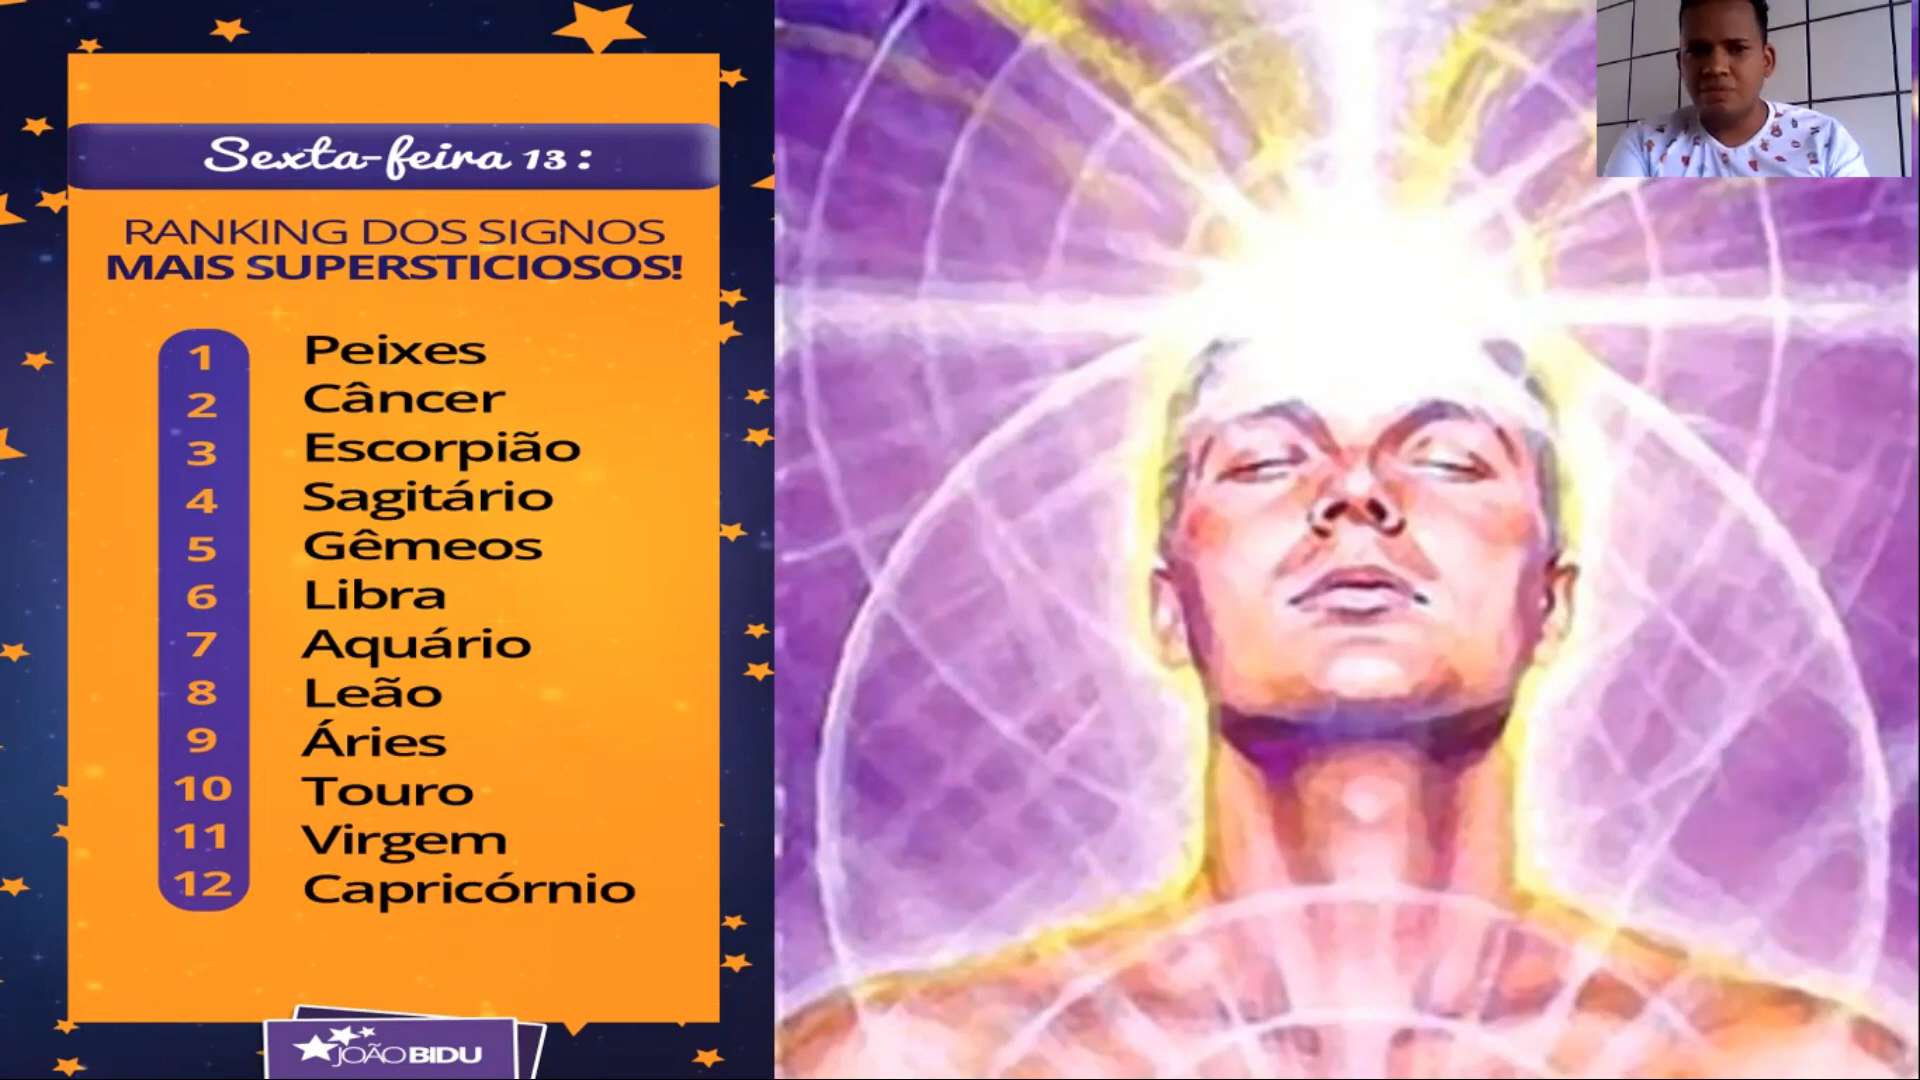 Sexta-feira 13:
RANKING DOS SIGNOS
MAIS SUPERSTICIOSOS!
1 Peixes
2 Câncer
3 Escorpião
4 Sagitário
5 Gêmeos
6 Libra
7 Aquário
8 Leão
9 Áries
10 Touro
11 Virgem
12 Capricórnio
JOÃO BIDU